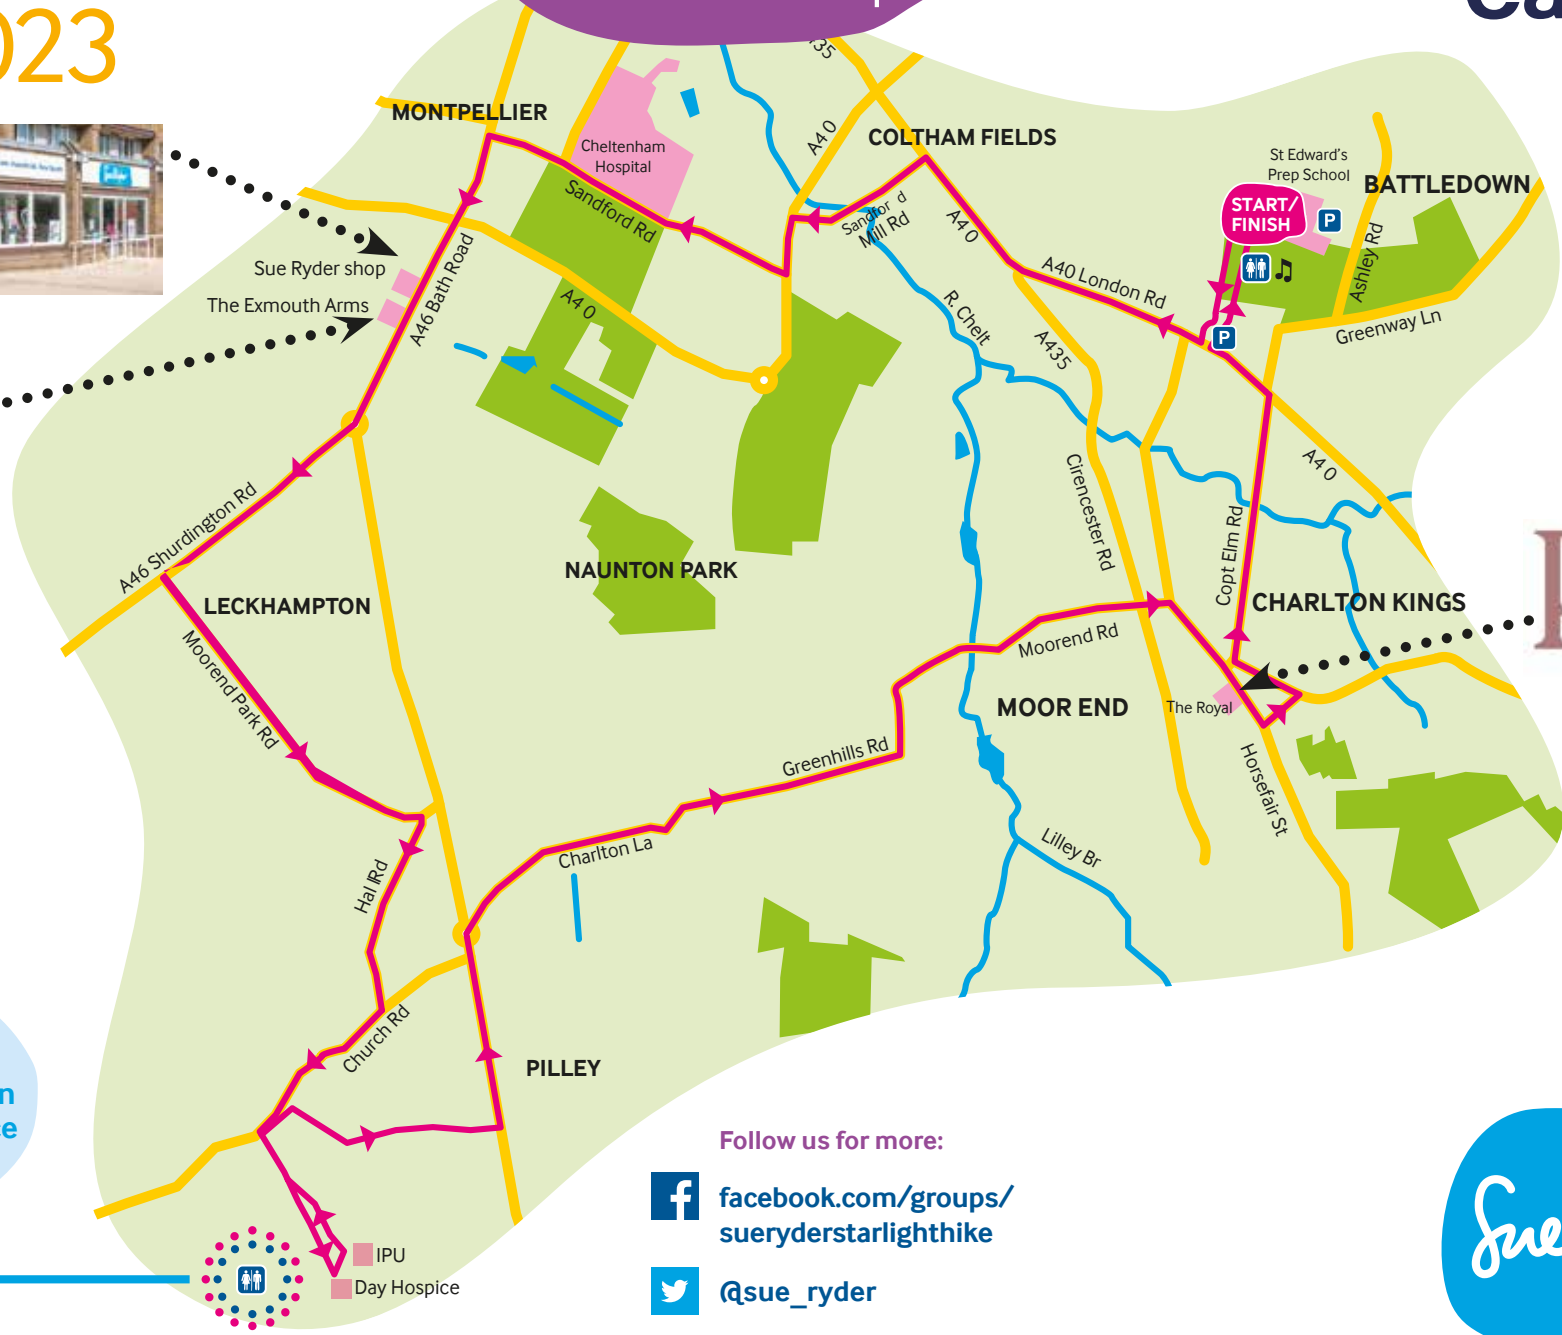 023
MONTPELLIER
Cheltenham
Hospital
A40
COLTHAM FIELDS
St Edward's
Prep School
BATTLEDOWN
START/
FINISH
P
Sandford Rd
Sandfor d
Mill Rd
A40
Ashley Rd
Sue Ryder shop
The Exmouth Arms
A46 Bath Road
A40
A40 London Rd
Greenway Ln
P
R. Chelt
A435
A40
A46 Shurdington Rd
Cirencester Rd
Copt Elm Rd
NAUNTON PARK
LECKHAMPTON
CHARLTON KINGS
Moorend Park Rd
Moorend Rd
MOOR END
The Royal
Greenhills Rd
Horsefair St
Charlton La
Lilley Br
Hal lRd
Church Rd
PILLEY
IPU
Day Hospice
Follow us for more:
facebook.com/groups/
sueryderstarlighthike
@sue_ryder
Sue